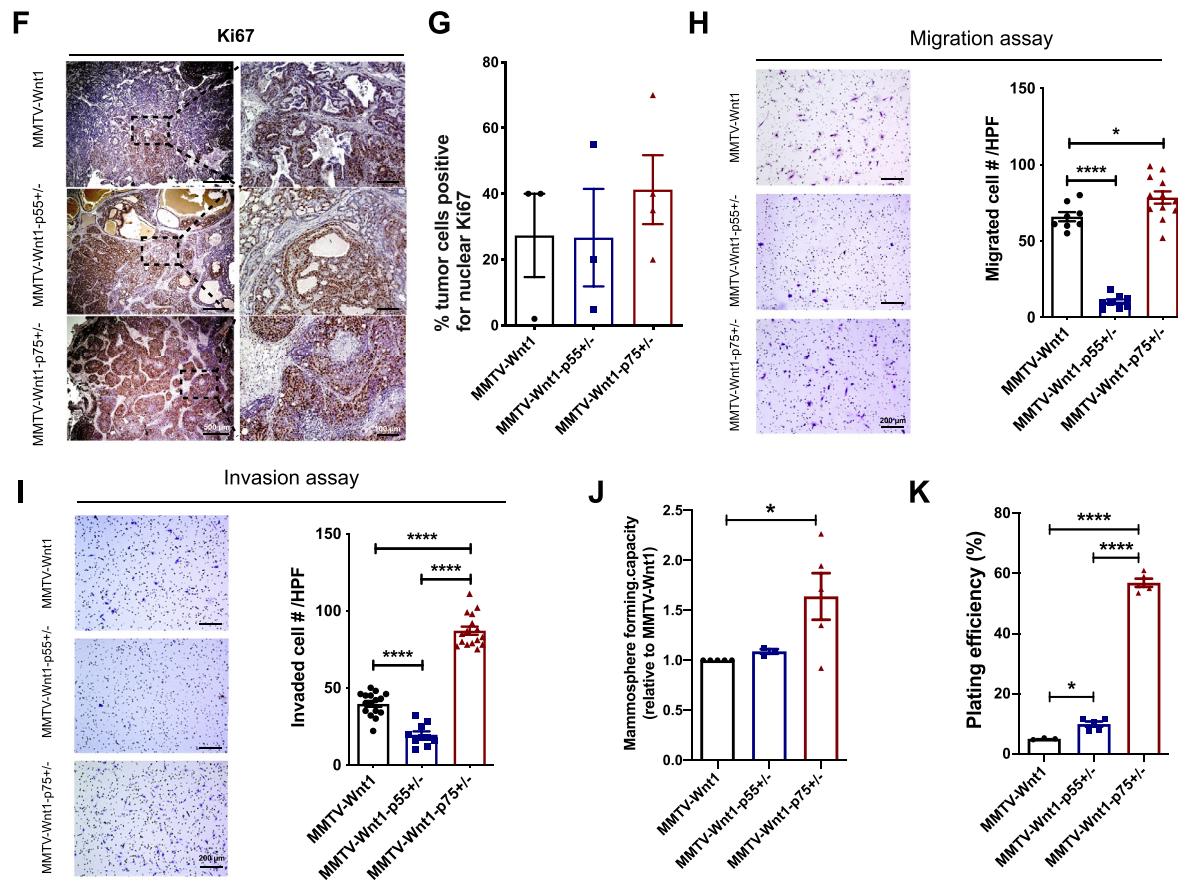 F
Ki67
MMTV-Wnt1
MMTV-Wnt1-p55+/-
MMTV-Wnt1-p75+/-
500 µm
100 µm
G
% tumor cells positive
for nuclear Ki67
80
60
40
20
0
MMTV-Wnt1
MMTV-Wnt1-p55+/-
MMTV-Wnt1-p75+/-
H
Migration assay
MMTV-Wnt1
MMTV-Wnt1-p55+/-
MMTV-Wnt1-p75+/-
200 µm
Migrated cell # /HPF
150
100
50
0
*
****
MMTV-Wnt1
MMTV-Wnt1-p55+/-
MMTV-Wnt1-p75+/-
I
Invasion assay
MMTV-Wnt1
MMTV-Wnt1-p55+/-
MMTV-Wnt1-p75+/-
200 µm
Invaded cell # /HPF
150
100
50
0
****
****
****
MMTV-Wnt1
MMTV-Wnt1-p55+/-
MMTV-Wnt1-p75+/-
J
Mammosphere forming.capacity
(relative to MMTV-Wnt1)
2.5
2.0
1.5
1.0
0.5
0.0
*
MMTV-Wnt1
MMTV-Wnt1-p55+/-
MMTV-Wnt1-p75+/-
K
Plating efficiency (%)
80
60
40
20
0
****
****
*
MMTV-Wnt1
MMTV-Wnt1-p55+/-
MMTV-Wnt1-p75+/-